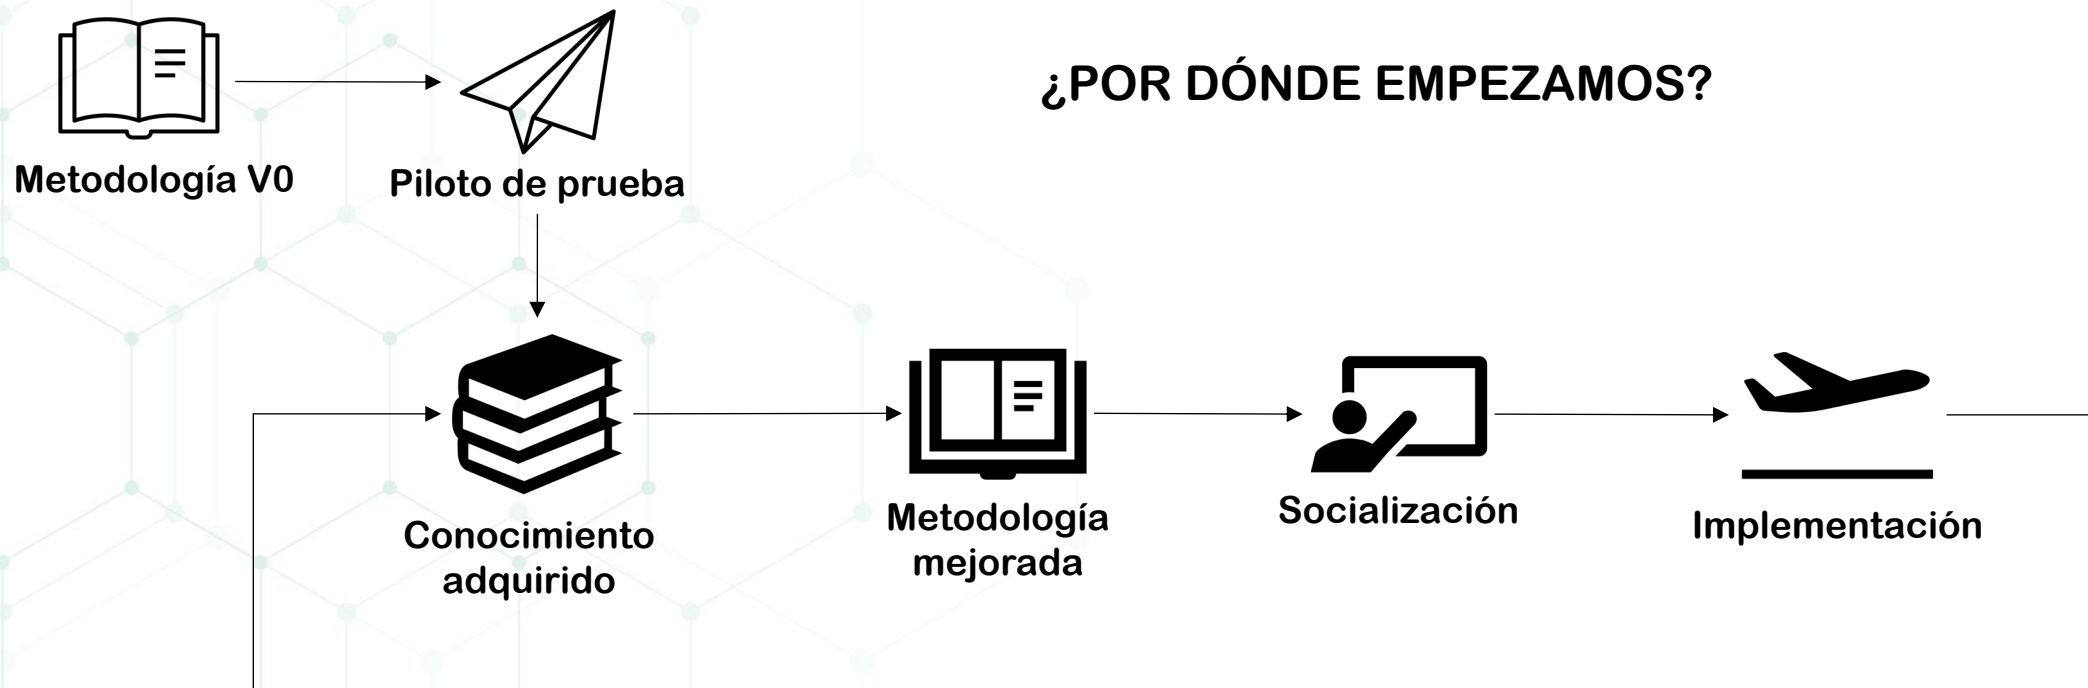 ¿POR DÓNDE EMPEZAMOS?
Metodología V0
Piloto de prueba
Conocimiento
adquirido
Metodología
mejorada
Socialización
Implementación